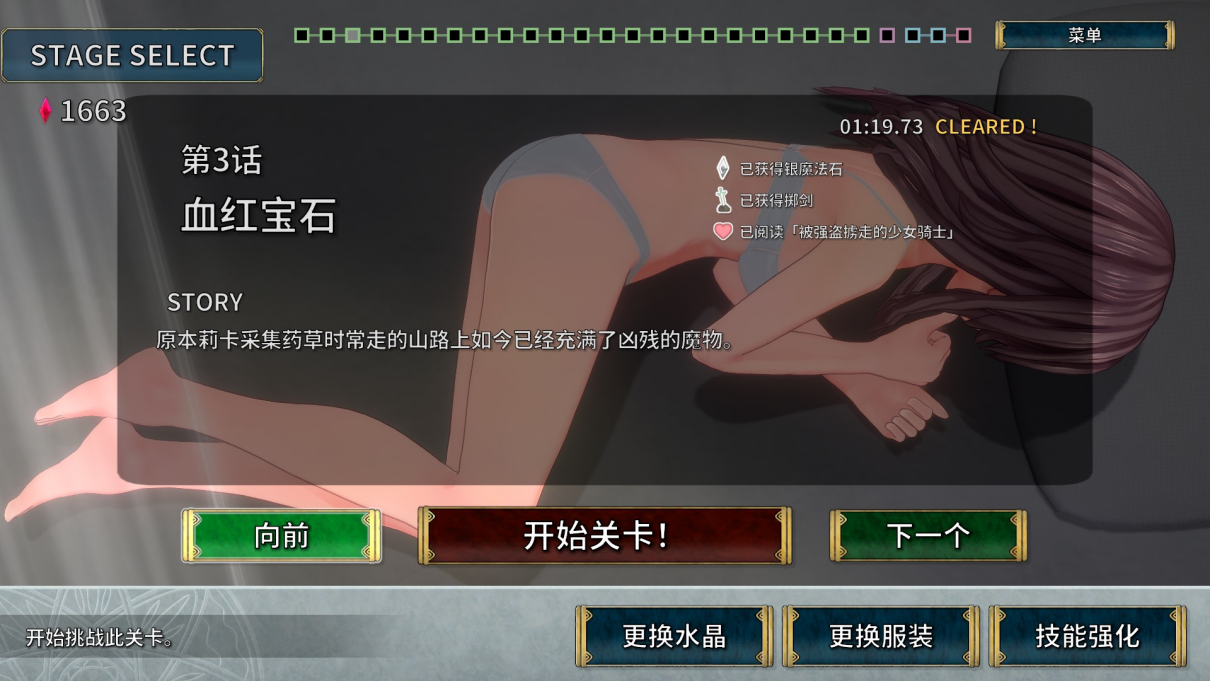 STAGE SELECT
菜单
1663
01:19.73 CLEARED!
第3话
血红宝石
已获得银魔法石
已获得掷剑
已阅读「被强盗掳走的少女骑士」
STORY
原本莉卡采集药草时常走的山路上如今已经充满了凶残的魔物。
向前
开始关卡!
下一个
开始挑战此关卡。
更换水晶
更换服装
技能强化